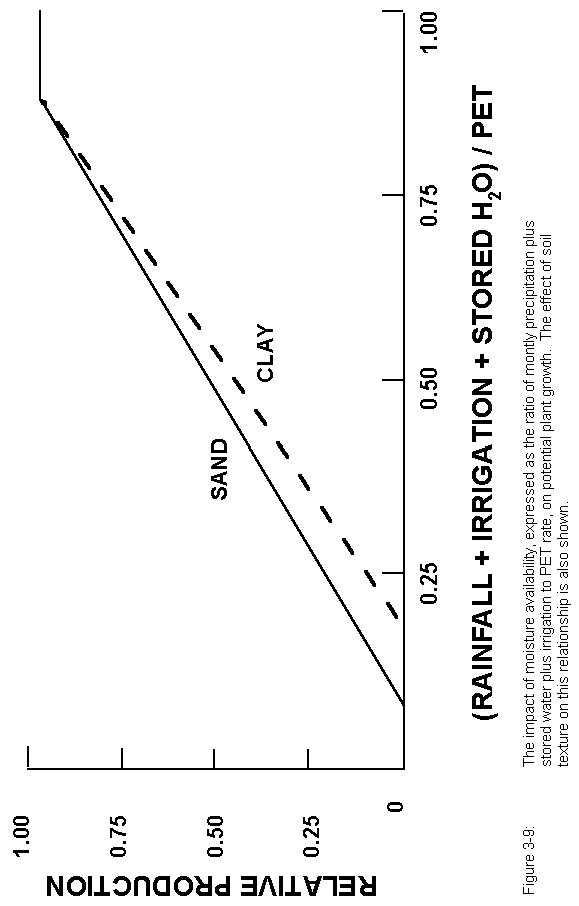 RELATIVE PRODUCTION
1.00
0.75
0.50
0.25
0
SAND
CLAY
0.25
0.50
0.75
1.00
(RAINFALL + IRRIGATION + STORED H₂O) / PET
Figure 3-8: The impact of moisture availability, expressed as the ratio of montly precipitation plus
stored water plus irrigation to PET rate, on potential plant growth. The effect of soil
texture on this relationship is also shown.